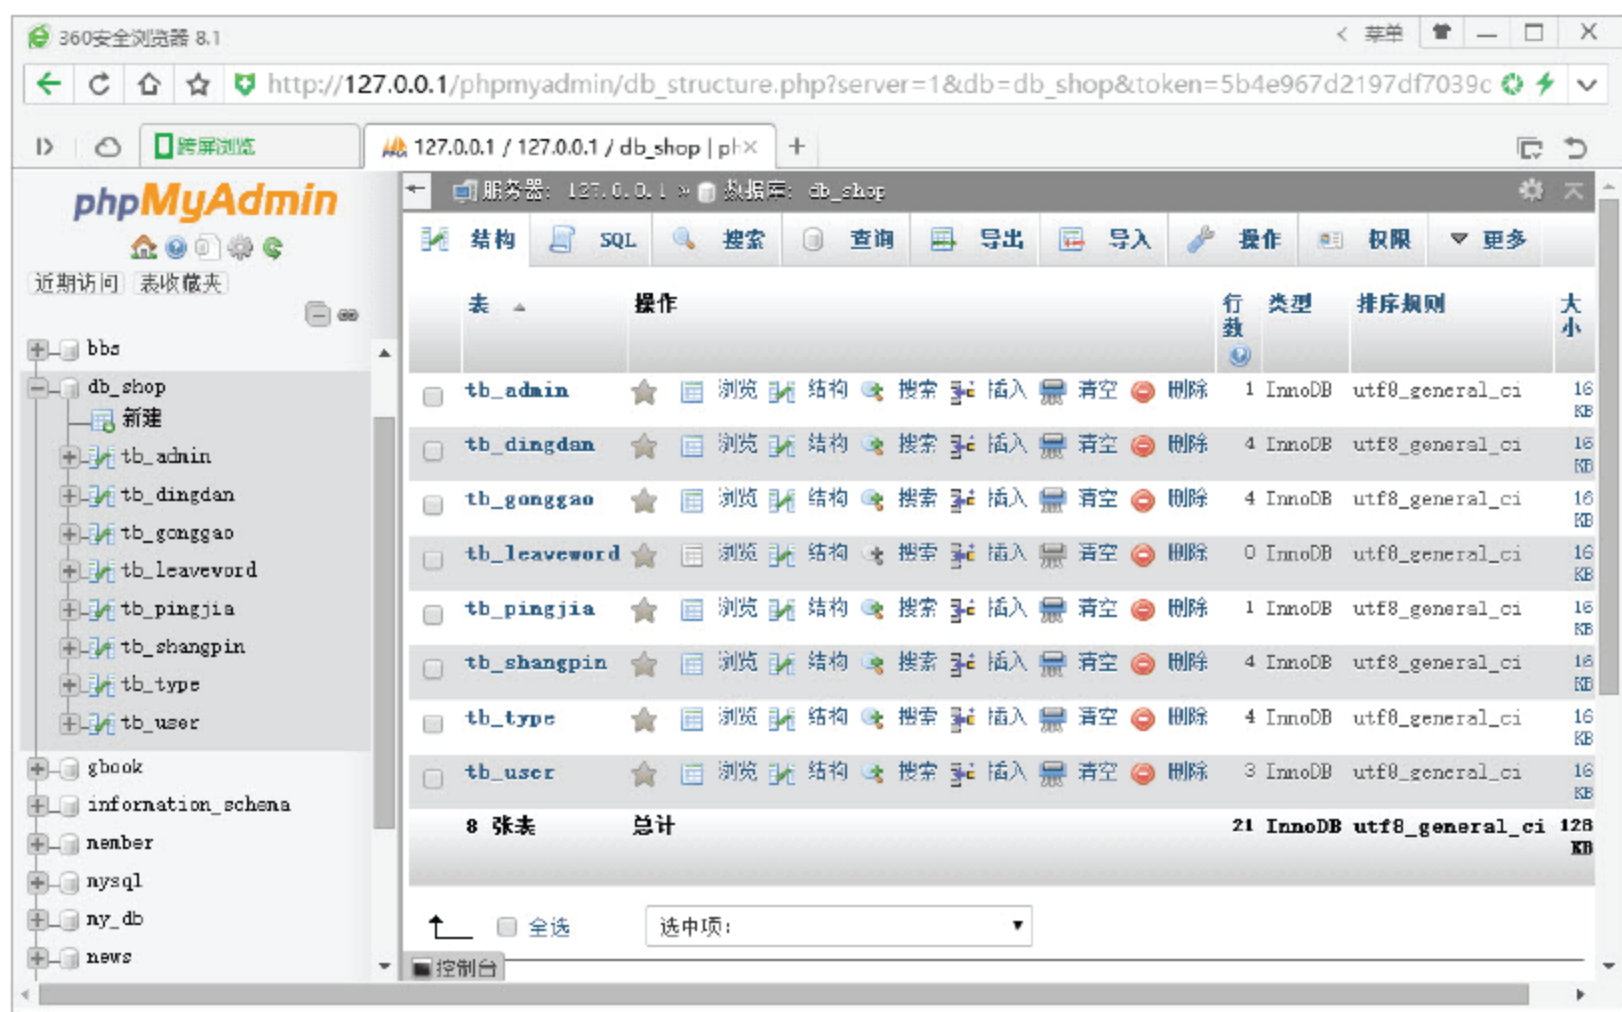 360安全浏览器 8.1
菜单
http://127.0.0.1/phpmyadmin/db_structure.php?server=1&db=db_shop&token=5b4e967d2197df7039c
跨屏浏览
127.0.0.1 / 127.0.0.1 / db_shop | ph
phpMyAdmin
近期访问 表收藏夹
bbs
db_shop
新建
tb_admin
tb_dingdan
tb_gonggao
tb_leaveword
tb_pingjia
tb_shangpin
tb_type
tb_user
gbook
information_schema
member
mysql
my_db
news
服务器: 127.0.0.1 » 数据库: db_shop
结构 SQL 搜索 查询 导出 导入 操作 权限 更多
表 操作 行数 类型 排序规则 大小
tb_admin 浏览 结构 搜索 插入 清空 删除 1 InnoDB utf8_general_ci 16 KB
tb_dingdan 浏览 结构 搜索 插入 清空 删除 4 InnoDB utf8_general_ci 16 KB
tb_gonggao 浏览 结构 搜索 插入 清空 删除 4 InnoDB utf8_general_ci 16 KB
tb_leaveword 浏览 结构 搜索 插入 清空 删除 0 InnoDB utf8_general_ci 16 KB
tb_pingjia 浏览 结构 搜索 插入 清空 删除 1 InnoDB utf8_general_ci 16 KB
tb_shangpin 浏览 结构 搜索 插入 清空 删除 4 InnoDB utf8_general_ci 16 KB
tb_type 浏览 结构 搜索 插入 清空 删除 4 InnoDB utf8_general_ci 16 KB
tb_user 浏览 结构 搜索 插入 清空 删除 3 InnoDB utf8_general_ci 16 KB
8 张表 总计 21 InnoDB utf8_general_ci 128 KB
全选 选中项:
控制台